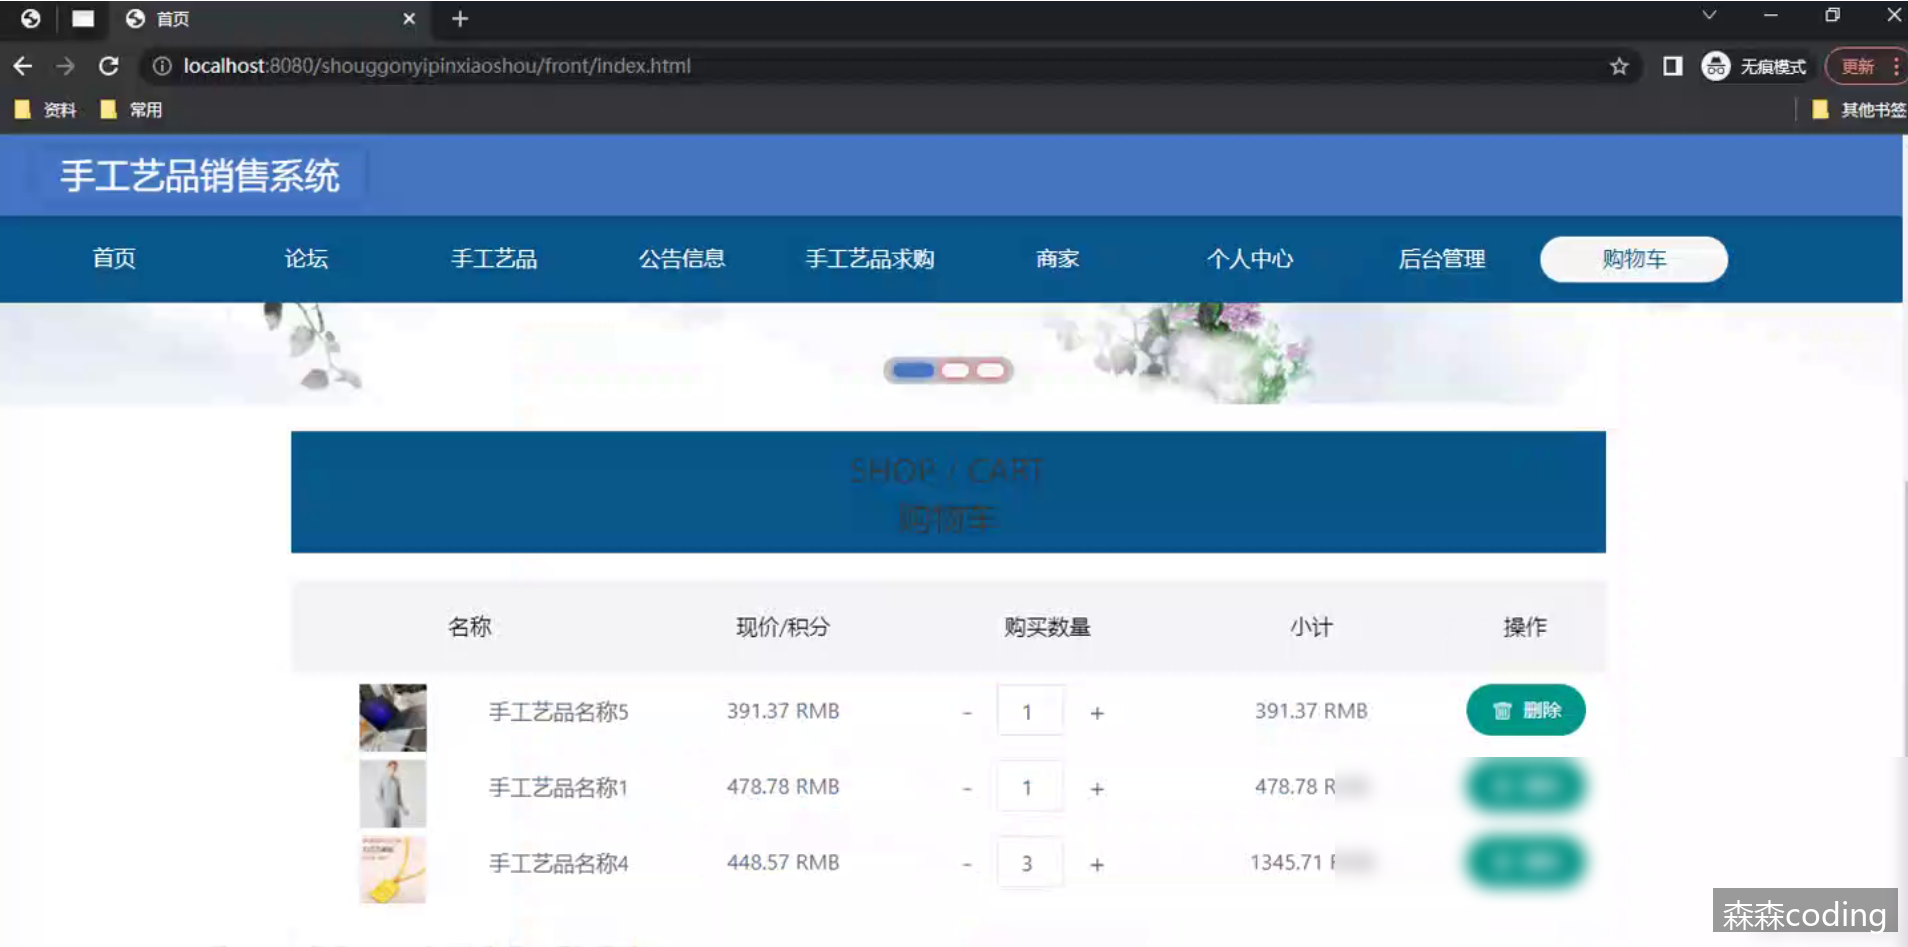 首页
localhost:8080/shouggonyipinxiaoshou/front/index.html
无痕模式
更新
资料
常用
其他书签
手工艺品销售系统
首页 论坛 手工艺品 公告信息 手工艺品求购 商家 个人中心 后台管理 购物车
SHOP / CART
购物车
名称 现价/积分 购买数量 小计 操作
手工艺品名称5 391.37 RMB - 1 + 391.37 RMB 删除
手工艺品名称1 478.78 RMB - 1 + 478.78
手工艺品名称4 448.57 RMB - 3 + 1345.71
森森coding